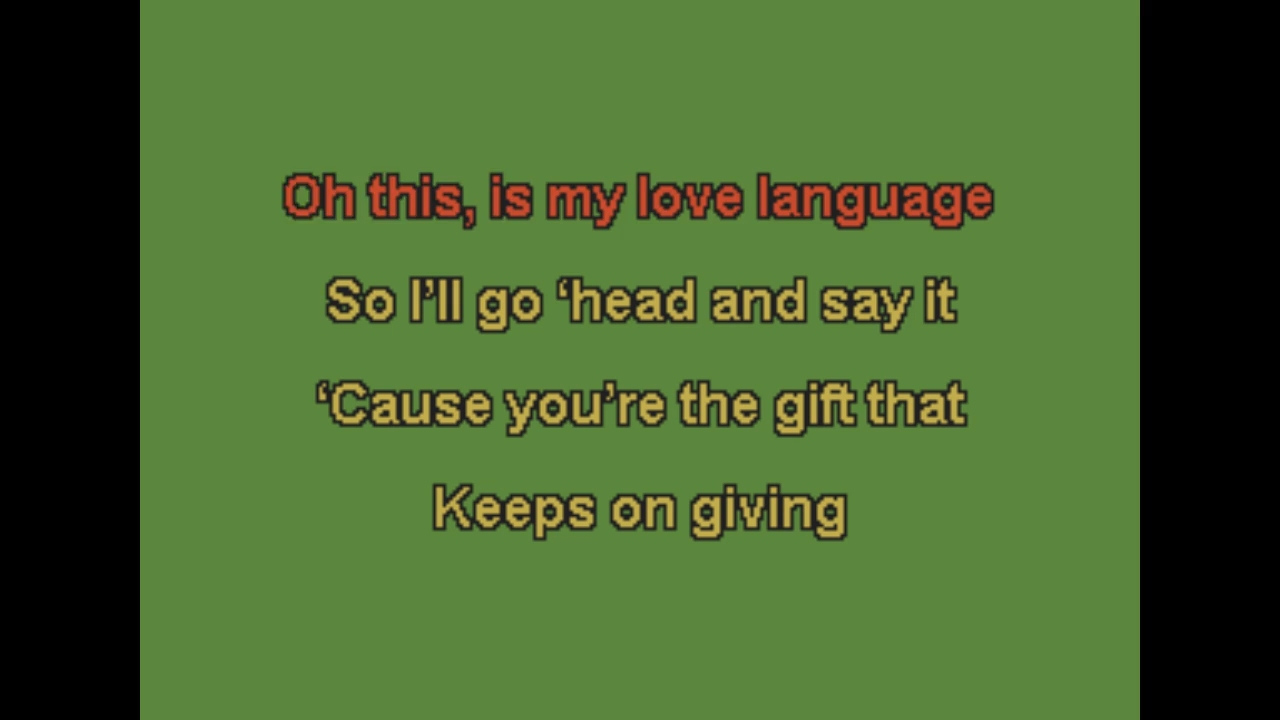 Oh this, is my love language
So I’ll go ‘head and say it
‘Cause you’re the gift that
Keeps on giving